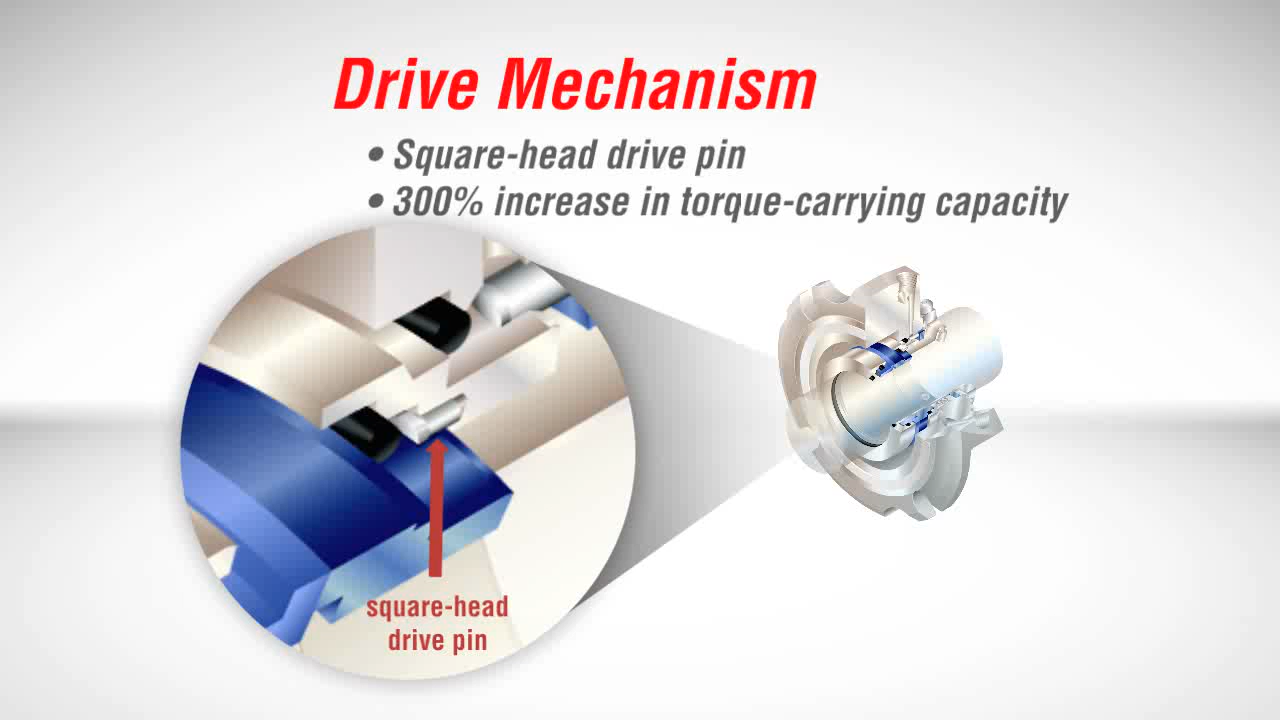 Drive Mechanism
• Square-head drive pin
• 300% increase in torque-carrying capacity
square-head
drive pin